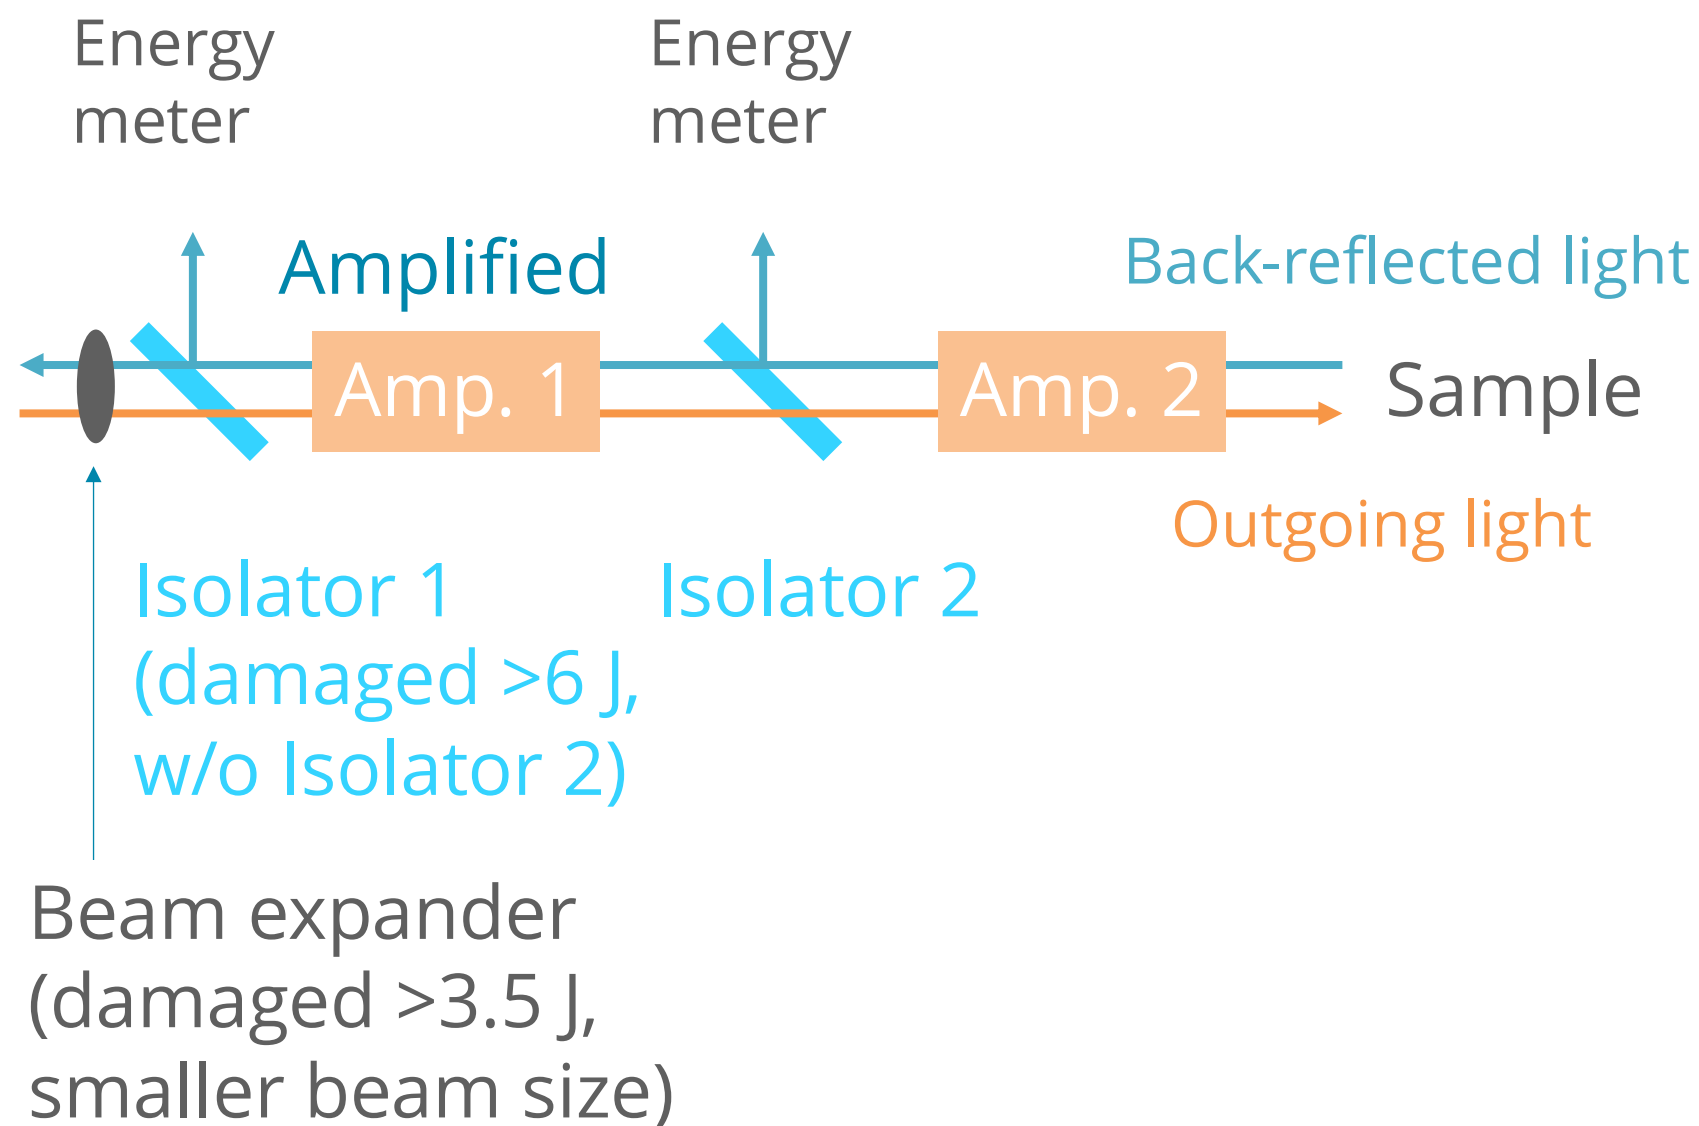 Energy
meter
Energy
meter
Amplified
Back-reflected light
Amp. 1
Amp. 2
Sample
Outgoing light
Isolator 1
(damaged >6 J,
w/o Isolator 2)
Isolator 2
Beam expander
(damaged >3.5 J,
smaller beam size)